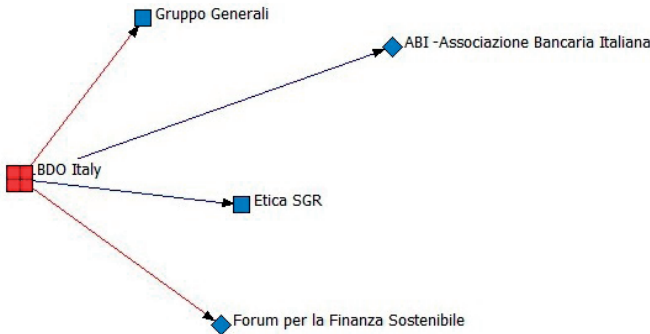 Gruppo Generali
ABI -Associazione Bancaria Italiana
BDO Italy
Etica SGR
Forum per la Finanza Sostenibile